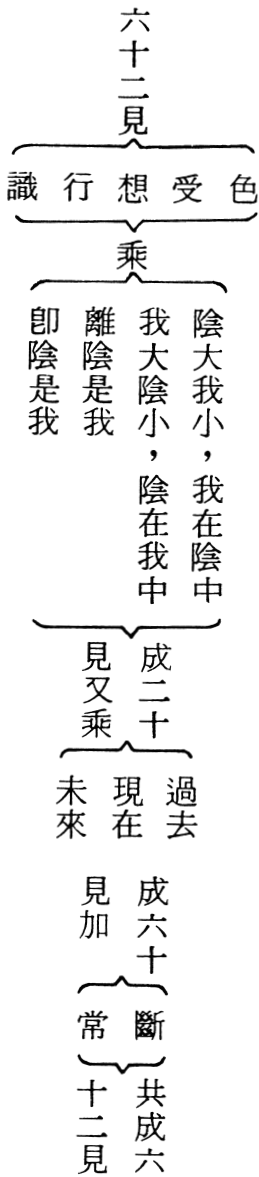 六十二見
色
受
想
行
識
乘
陰大我小，我在陰中
我大陰小，陰在我中
離陰是我
卽陰是我
成二十
見又乘
過去
現在
未來
成六十
見加
斷
常
共成六
十二見